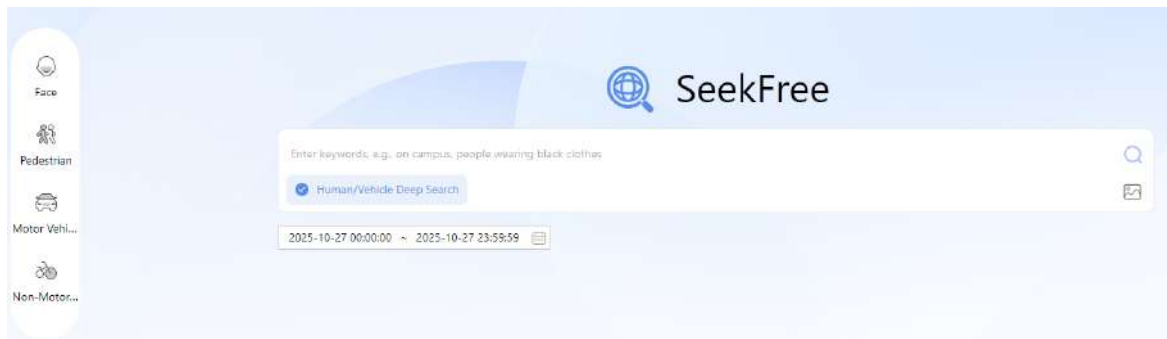 Face
Pedestrian
Motor Vehi...
Non-Motor...
SeekFree
Enter keywords, e.g., on campus, people wearing black clothes
Human/Vehicle Deep Search
2025-10-27 00:00:00 ~ 2025-10-27 23:59:59